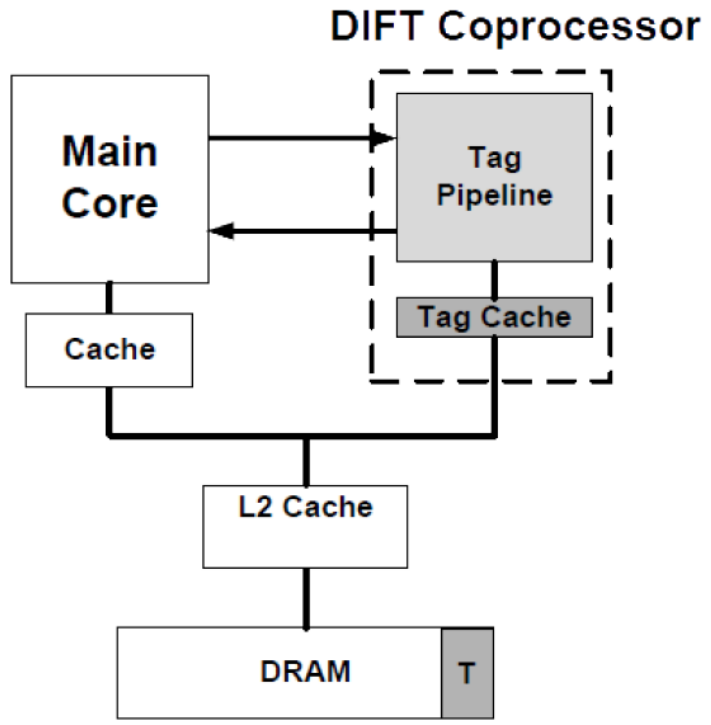 DIFT Coprocessor
Main
Core
Tag
Pipeline
Tag Cache
Cache
L2 Cache
DRAM
T